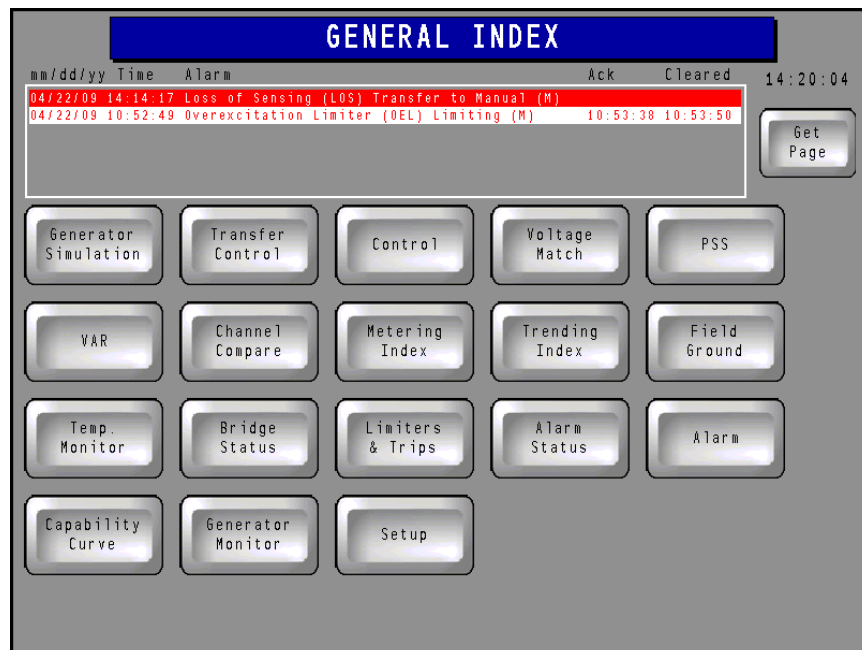 GENERAL INDEX
mm/dd/yy Time Alarm Ack Cleared
14:20:04
04/22/09 14:14:17 Loss of Sensing (LOS) Transfer to Manual (M)
04/22/09 10:52:49 Overexcitation Limiter (OEL) Limiting (M) 10:53:38 10:53:50
Get
Page
Generator
Simulation
Transfer
Control
Control
Voltage
Match
PSS
VAR
Channel
Compare
Metering
Index
Trending
Index
Field
Ground
Temp.
Monitor
Bridge
Status
Limiters
& Trips
Alarm
Status
Alarm
Capability
Curve
Generator
Monitor
Setup